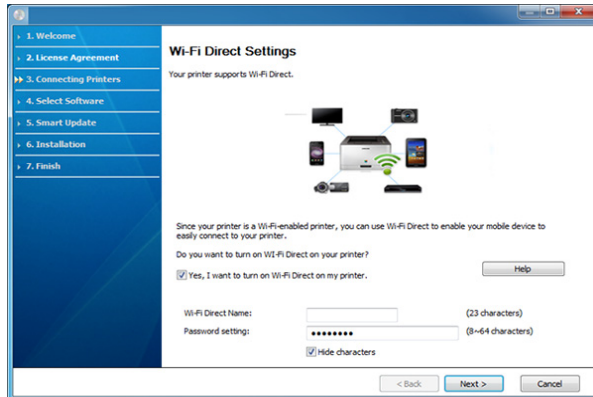 1. Welcome
2. License Agreement
3. Connecting Printers
4. Select Software
5. Smart Update
6. Installation
7. Finish
Wi-Fi Direct Settings
Your printer supports Wi-Fi Direct.
Since your printer is a Wi-Fi-enabled printer, you can use Wi-Fi Direct to enable your mobile device to
easily connect to your printer.
Do you want to turn on WI-Fi Direct on your printer?
Yes, I want to turn on Wi-Fi Direct on my printer.
Help
Wi-Fi Direct Name: (23 characters)
Password setting: ●●●●●●●● (8~64 characters)
Hide characters
< Back Next > Cancel